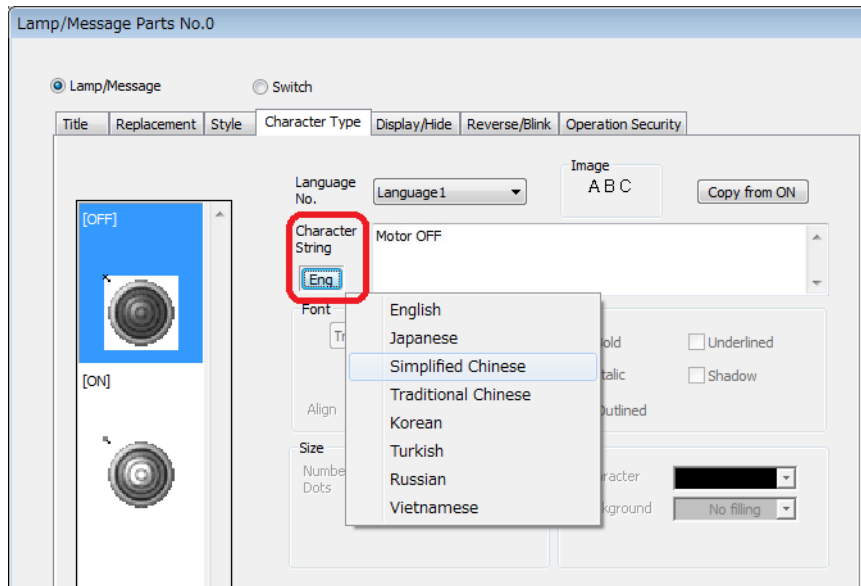 Lamp/Message Parts No.0
Lamp/Message
Switch
Title
Replacement
Style
Character Type
Display/Hide
Reverse/Blink
Operation Security
Language
No.
Language1
Image
ABC
Copy from ON
[OFF]
Character
String
Motor OFF
Eng
Font
English
Japanese
Simplified Chinese
Traditional Chinese
Korean
Turkish
Russian
Vietnamese
Underlined
[ON]
Shadow
Align
Size
Dots
No filling